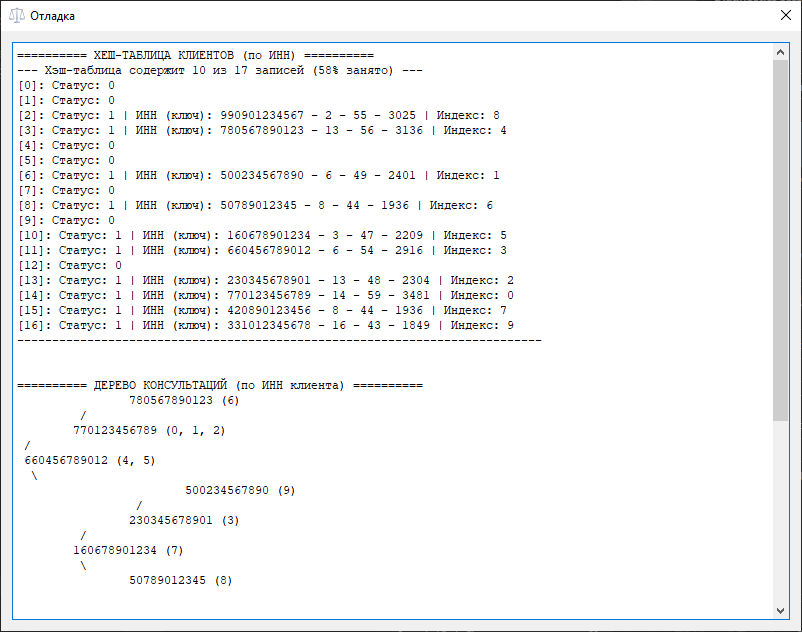 Отладка
========== ХЕШ-ТАБЛИЦА КЛИЕНТОВ (по ИНН) ==========
--- Хэш-таблица содержит 10 из 17 записей (58% занято) ---
[0]: Статус: 0
[1]: Статус: 0
[2]: Статус: 1 | ИНН (ключ): 990901234567 - 2 - 55 - 3025 | Индекс: 8
[3]: Статус: 1 | ИНН (ключ): 780567890123 - 13 - 56 - 3136 | Индекс: 4
[4]: Статус: 0
[5]: Статус: 0
[6]: Статус: 1 | ИНН (ключ): 500234567890 - 6 - 49 - 2401 | Индекс: 1
[7]: Статус: 0
[8]: Статус: 1 | ИНН (ключ): 50789012345 - 8 - 44 - 1936 | Индекс: 6
[9]: Статус: 0
[10]: Статус: 1 | ИНН (ключ): 160678901234 - 3 - 47 - 2209 | Индекс: 5
[11]: Статус: 1 | ИНН (ключ): 660456789012 - 6 - 54 - 2916 | Индекс: 3
[12]: Статус: 0
[13]: Статус: 1 | ИНН (ключ): 230345678901 - 13 - 48 - 2304 | Индекс: 2
[14]: Статус: 1 | ИНН (ключ): 770123456789 - 14 - 59 - 3481 | Индекс: 0
[15]: Статус: 1 | ИНН (ключ): 420890123456 - 8 - 44 - 1936 | Индекс: 7
[16]: Статус: 1 | ИНН (ключ): 331012345678 - 16 - 43 - 1849 | Индекс: 9
---------------------------------------------------------------------------
========== ДЕРЕВО КОНСУЛЬТАЦИЙ (по ИНН клиента) ==========
780567890123 (6)
/
770123456789 (0, 1, 2)
/
660456789012 (4, 5)
\
500234567890 (9)
/
230345678901 (3)
/
160678901234 (7)
\
50789012345 (8)